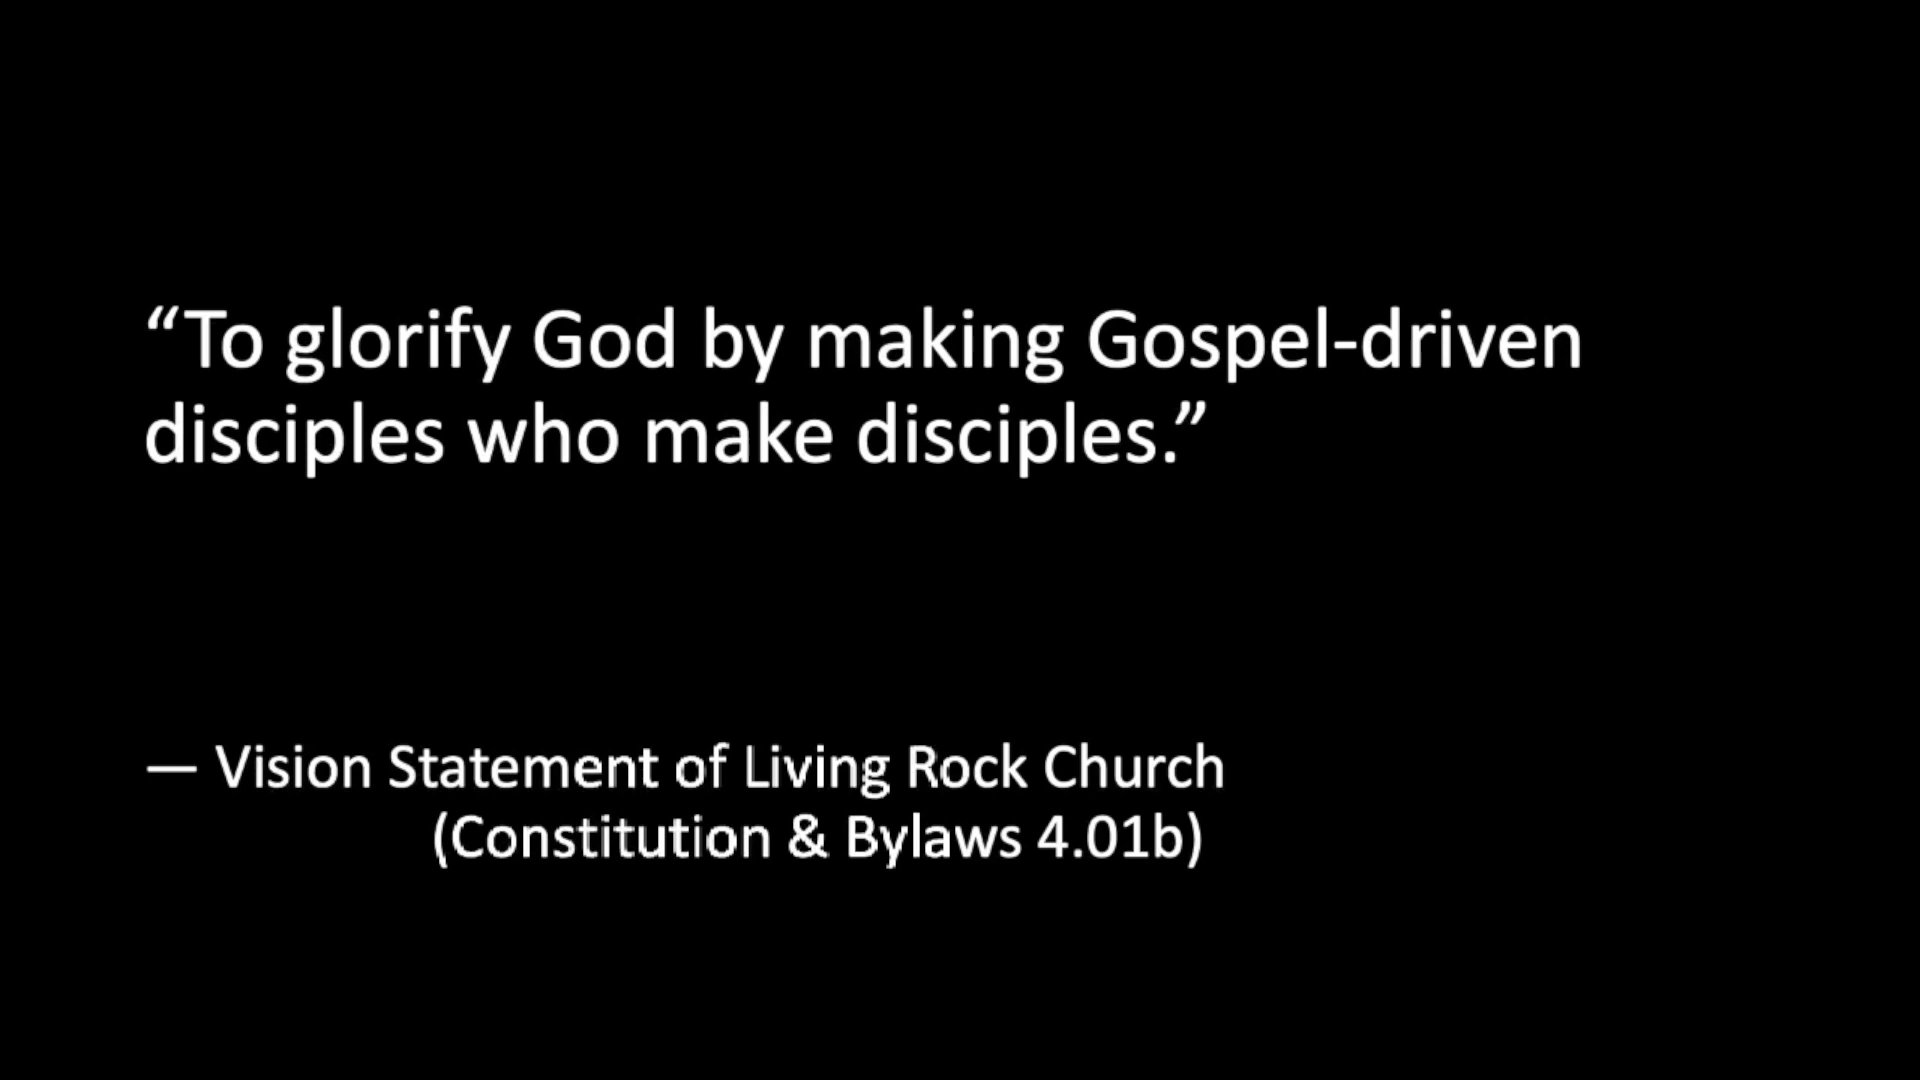 “To glorify God by making Gospel-driven
disciples who make disciples.”
— Vision Statement of Living Rock Church
(Constitution & Bylaws 4.01b)